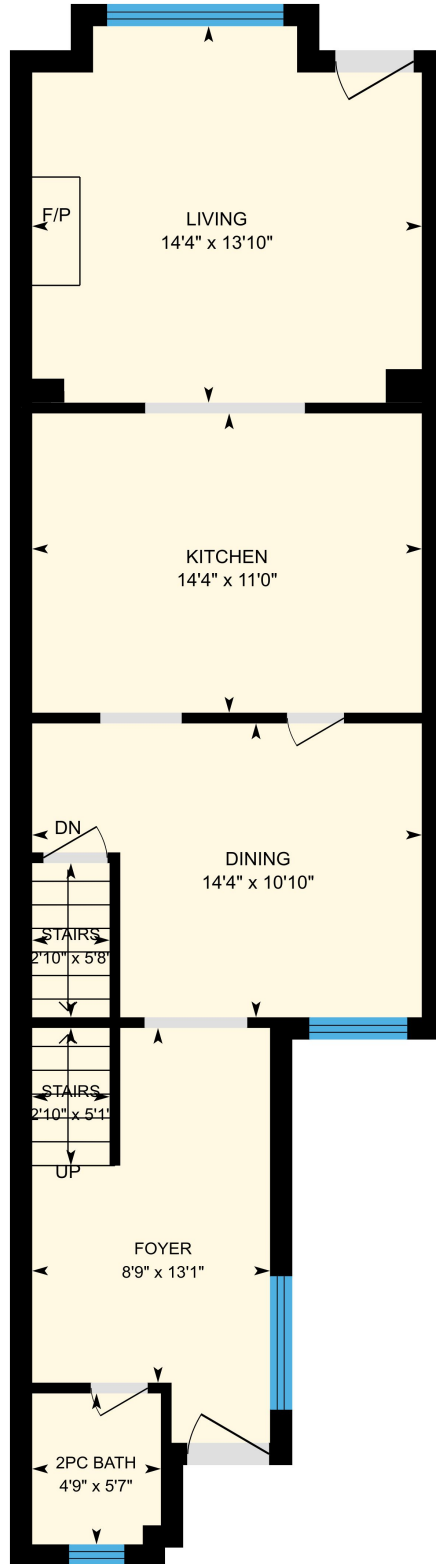 F/P
LIVING
14'4" x 13'10"
KITCHEN
14'4" x 11'0"
DN
DINING
14'4" x 10'10"
STAIRS
2'10" x 5'8"
STAIRS
2'10" x 5'1"
UP
FOYER
8'9" x 13'1"
2PC BATH
4'9" x 5'7"